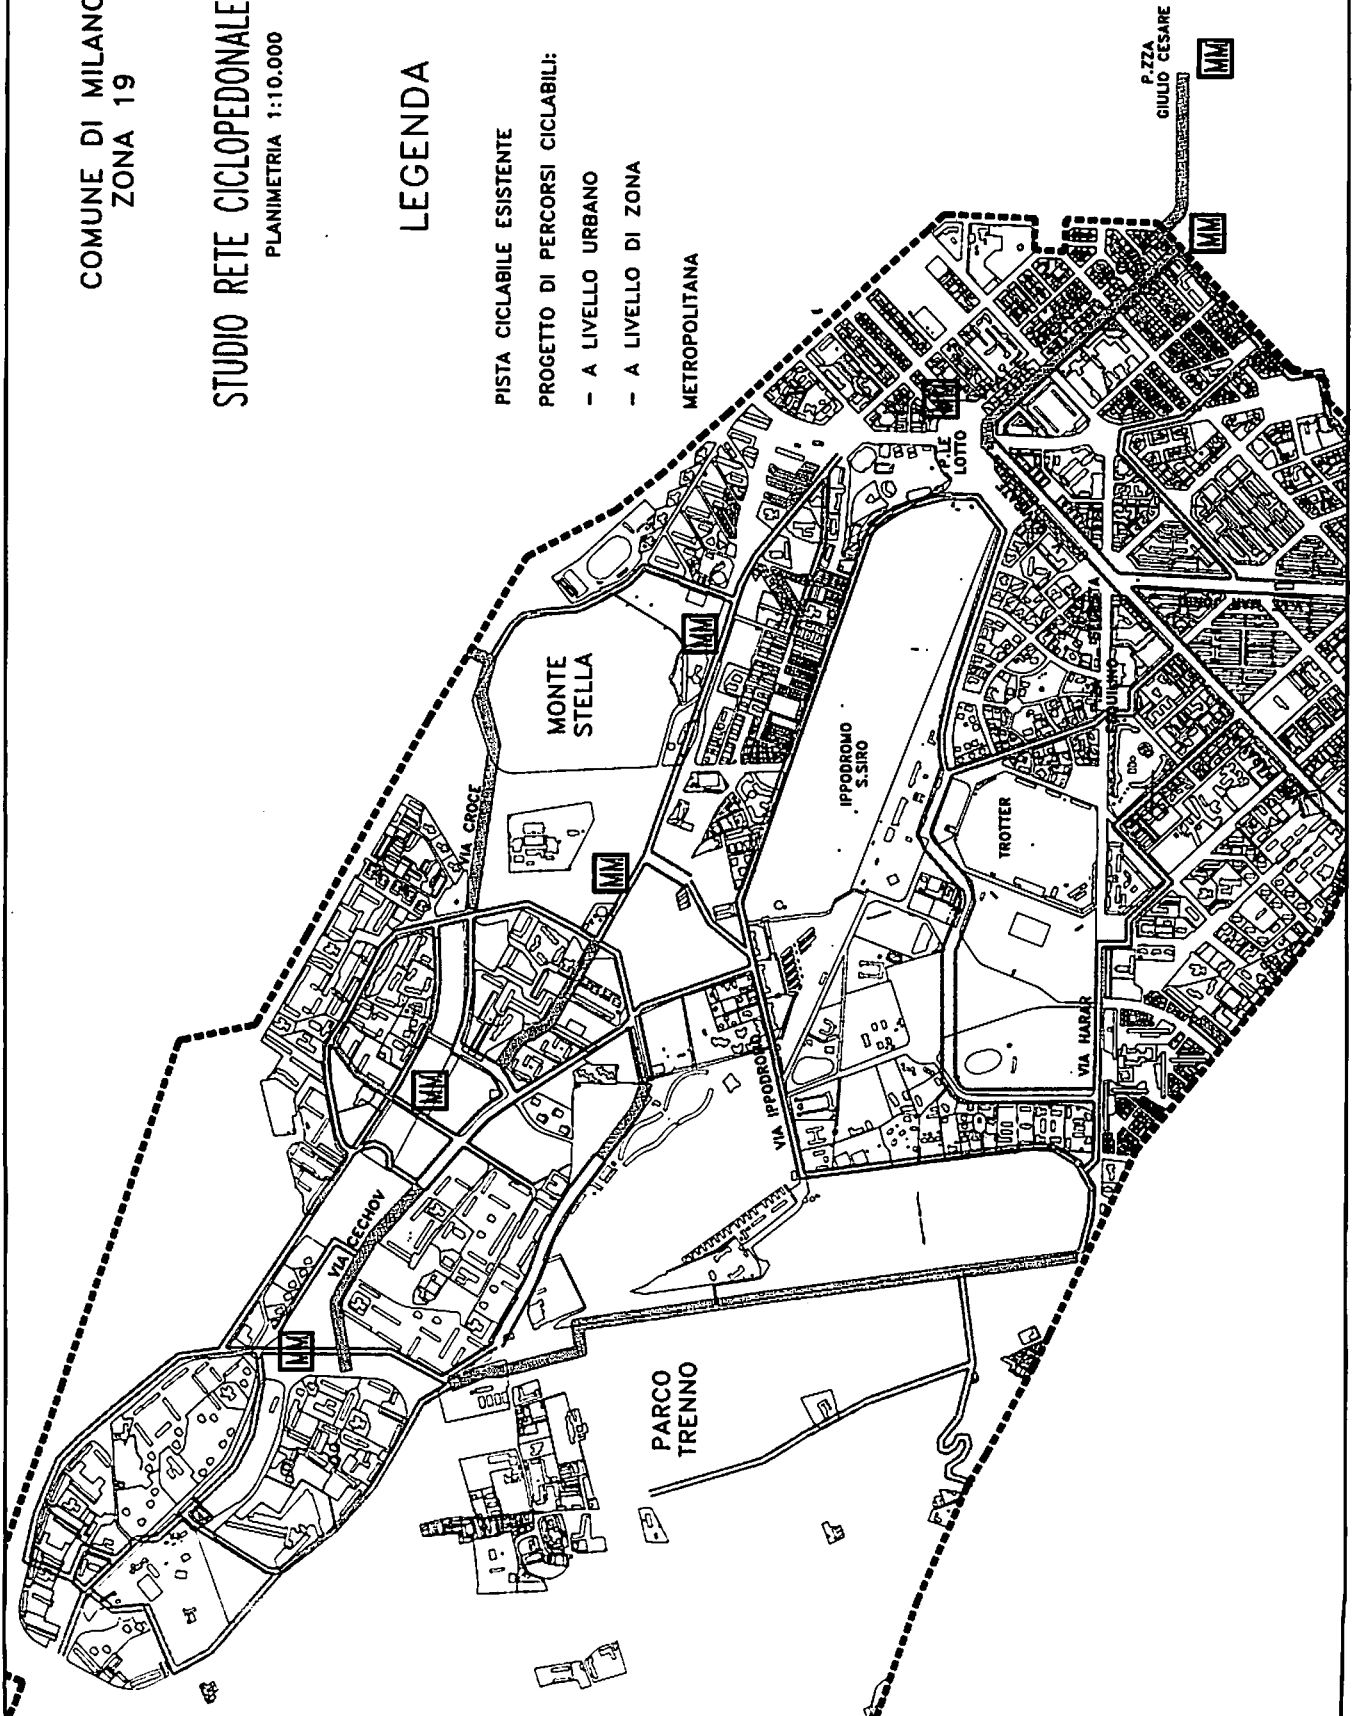 COMUNE DI MILANO
ZONA 19
STUDIO RETE CICLOPEDONALE
PLANIMETRIA 1:10.000
LEGENDA
PISTA CICLABILE ESISTENTE
PROGETTO DI PERCORSI CICLABILI:
- A LIVELLO URBANO
- A LIVELLO DI ZONA
METROPOLITANA
P.ZZA
GIULIO CESARE
MM
MM
MM
P.LE
LOTTO
MONTE
STELLA
MM
VIA CROCE
MM
IPPODROMO
S.SIRO
TROTTER
MM
VIA CECHOV
MM
VIA IPPODROMO
VIA HARAR
PARCO
TRENNO